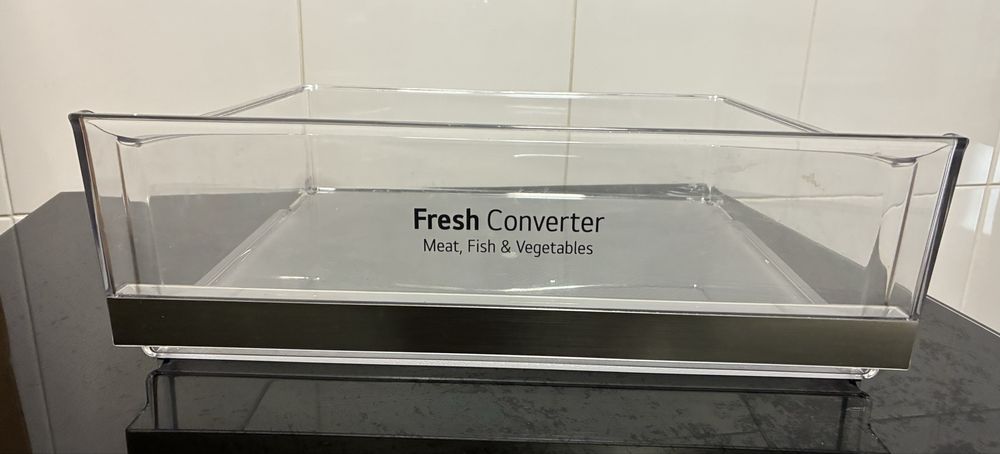 Fresh Converter
Meat, Fish & Vegetables